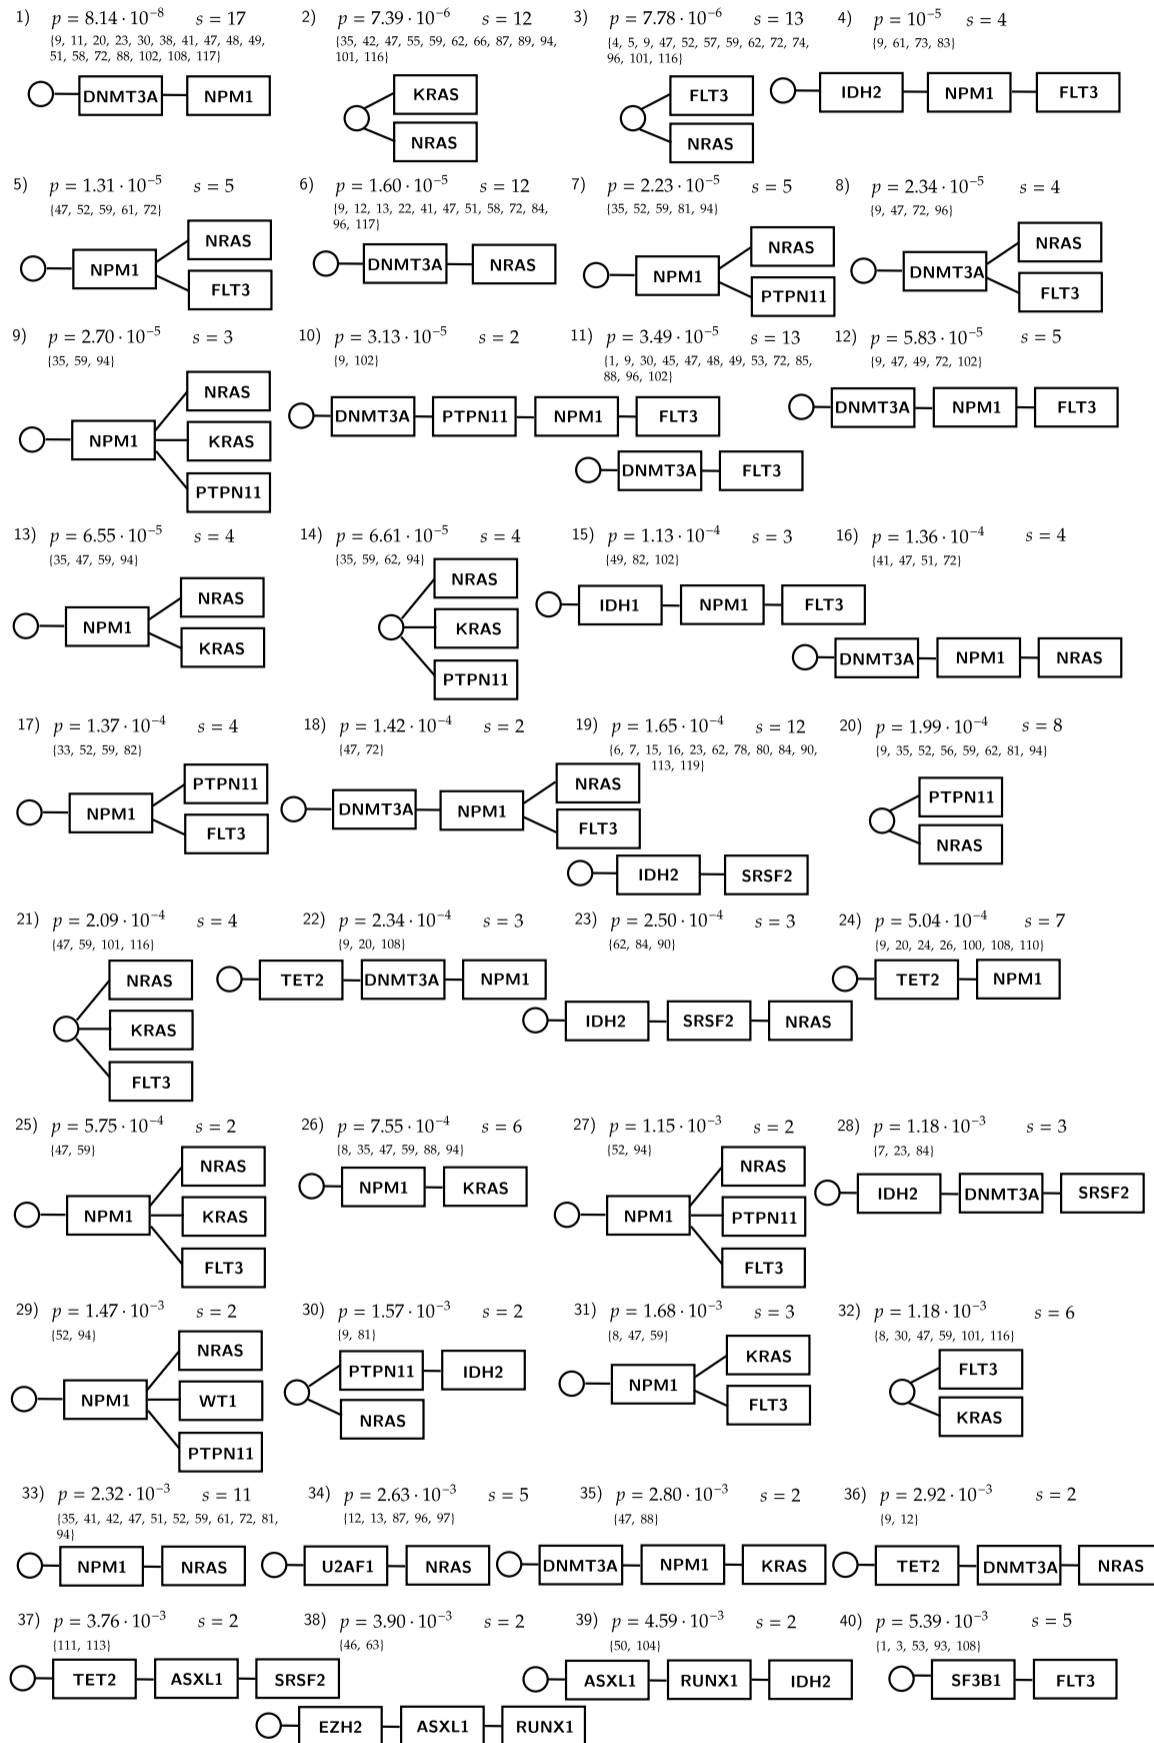 1) p = 8.14 · 10⁻⁸ s = 17
{9, 11, 20, 23, 30, 38, 41, 47, 48, 49,
51, 58, 72, 88, 102, 108, 117}
DNMT3A NPM1
2) p = 7.39 · 10⁻⁶ s = 12
{35, 42, 47, 55, 59, 62, 66, 87, 89, 94,
101, 116}
KRAS
NRAS
3) p = 7.78 · 10⁻⁶ s = 13
{4, 5, 9, 47, 52, 57, 59, 62, 72, 74,
96, 101, 116}
FLT3
NRAS
4) p = 10⁻⁵ s = 4
{9, 61, 73, 83}
IDH2 NPM1 FLT3
5) p = 1.31 · 10⁻⁵ s = 5
{47, 52, 59, 61, 72}
NRAS
NPM1
FLT3
6) p = 1.60 · 10⁻⁵ s = 12
{9, 12, 13, 22, 41, 47, 51, 58, 72, 84,
96, 117}
DNMT3A NRAS
7) p = 2.23 · 10⁻⁵ s = 5
{35, 52, 59, 81, 94}
NRAS
NPM1
PTPN11
8) p = 2.34 · 10⁻⁵ s = 4
{9, 47, 72, 96}
NRAS
DNMT3A
FLT3
9) p = 2.70 · 10⁻⁵ s = 3
{35, 59, 94}
NRAS
NPM1 KRAS
PTPN11
10) p = 3.13 · 10⁻⁵ s = 2
{9, 102}
DNMT3A PTPN11 NPM1 FLT3
11) p = 3.49 · 10⁻⁵ s = 13
{1, 9, 30, 45, 47, 48, 49, 53, 72, 85,
88, 96, 102}
DNMT3A FLT3
12) p = 5.83 · 10⁻⁵ s = 5
{9, 47, 49, 72, 102}
DNMT3A NPM1 FLT3
13) p = 6.55 · 10⁻⁵ s = 4
{35, 47, 59, 94}
NRAS
NPM1
KRAS
14) p = 6.61 · 10⁻⁵ s = 4
{35, 59, 62, 94}
NRAS
KRAS
PTPN11
15) p = 1.13 · 10⁻⁴ s = 3
{49, 82, 102}
IDH1 NPM1 FLT3
16) p = 1.36 · 10⁻⁴ s = 4
{41, 47, 51, 72}
DNMT3A NPM1 NRAS
17) p = 1.37 · 10⁻⁴ s = 4
{33, 52, 59, 82}
PTPN11
NPM1
FLT3
18) p = 1.42 · 10⁻⁴ s = 2
{47, 72}
NRAS
DNMT3A NPM1
FLT3
19) p = 1.65 · 10⁻⁴ s = 12
{6, 7, 15, 16, 23, 62, 78, 80, 84, 90,
113, 119}
IDH2 SRSF2
20) p = 1.99 · 10⁻⁴ s = 8
{9, 35, 52, 56, 59, 62, 81, 94}
PTPN11
NRAS
21) p = 2.09 · 10⁻⁴ s = 4
{47, 59, 101, 116}
NRAS
KRAS
FLT3
22) p = 2.34 · 10⁻⁴ s = 3
{9, 20, 108}
TET2 DNMT3A NPM1
23) p = 2.50 · 10⁻⁴ s = 3
{62, 84, 90}
IDH2 SRSF2 NRAS
24) p = 5.04 · 10⁻⁴ s = 7
{9, 20, 24, 26, 100, 108, 110}
TET2 NPM1
25) p = 5.75 · 10⁻⁴ s = 2
{47, 59}
NRAS
NPM1 KRAS
FLT3
26) p = 7.55 · 10⁻⁴ s = 6
{8, 35, 47, 59, 88, 94}
NPM1 KRAS
27) p = 1.15 · 10⁻³ s = 2
{52, 94}
NRAS
NPM1 PTPN11
FLT3
28) p = 1.18 · 10⁻³ s = 3
{7, 23, 84}
IDH2 DNMT3A SRSF2
29) p = 1.47 · 10⁻³ s = 2
{52, 94}
NRAS
NPM1 WT1
PTPN11
30) p = 1.57 · 10⁻³ s = 2
{9, 81}
PTPN11 IDH2
NRAS
31) p = 1.68 · 10⁻³ s = 3
{8, 47, 59}
KRAS
NPM1
FLT3
32) p = 1.18 · 10⁻³ s = 6
{8, 30, 47, 59, 101, 116}
FLT3
KRAS
33) p = 2.32 · 10⁻³ s = 11
{35, 41, 42, 47, 51, 52, 59, 61, 72, 81,
94}
NPM1 NRAS
34) p = 2.63 · 10⁻³ s = 5
{12, 13, 87, 96, 97}
U2AF1 NRAS
35) p = 2.80 · 10⁻³ s = 2
{47, 88}
DNMT3A NPM1 KRAS
36) p = 2.92 · 10⁻³ s = 2
{9, 12}
TET2 DNMT3A NRAS
37) p = 3.76 · 10⁻³ s = 2
{111, 113}
TET2 ASXL1 SRSF2
38) p = 3.90 · 10⁻³ s = 2
{46, 63}
EZH2 ASXL1 RUNX1
39) p = 4.59 · 10⁻³ s = 2
{50, 104}
ASXL1 RUNX1 IDH2
40) p = 5.39 · 10⁻³ s = 5
{1, 3, 53, 93, 108}
SF3B1 FLT3